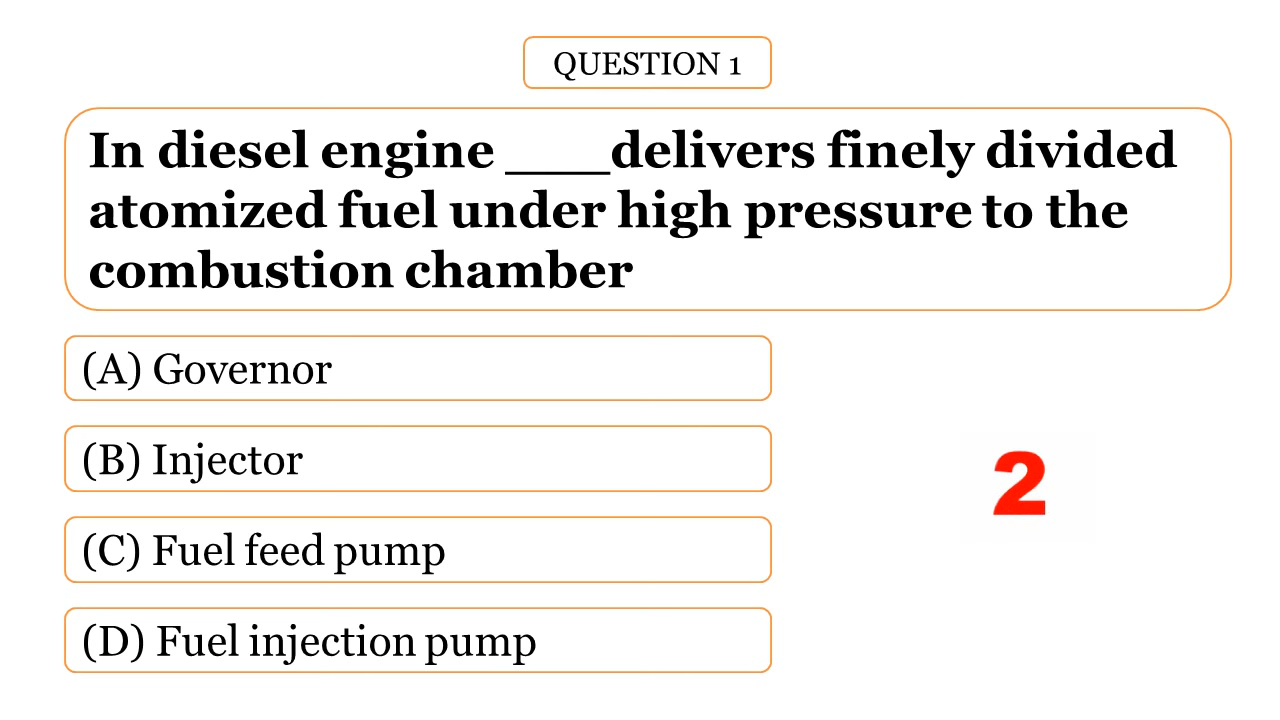 QUESTION 1
In diesel engine ____delivers finely divided
atomized fuel under high pressure to the
combustion chamber
(A) Governor
(B) Injector
(C) Fuel feed pump
(D) Fuel injection pump
2